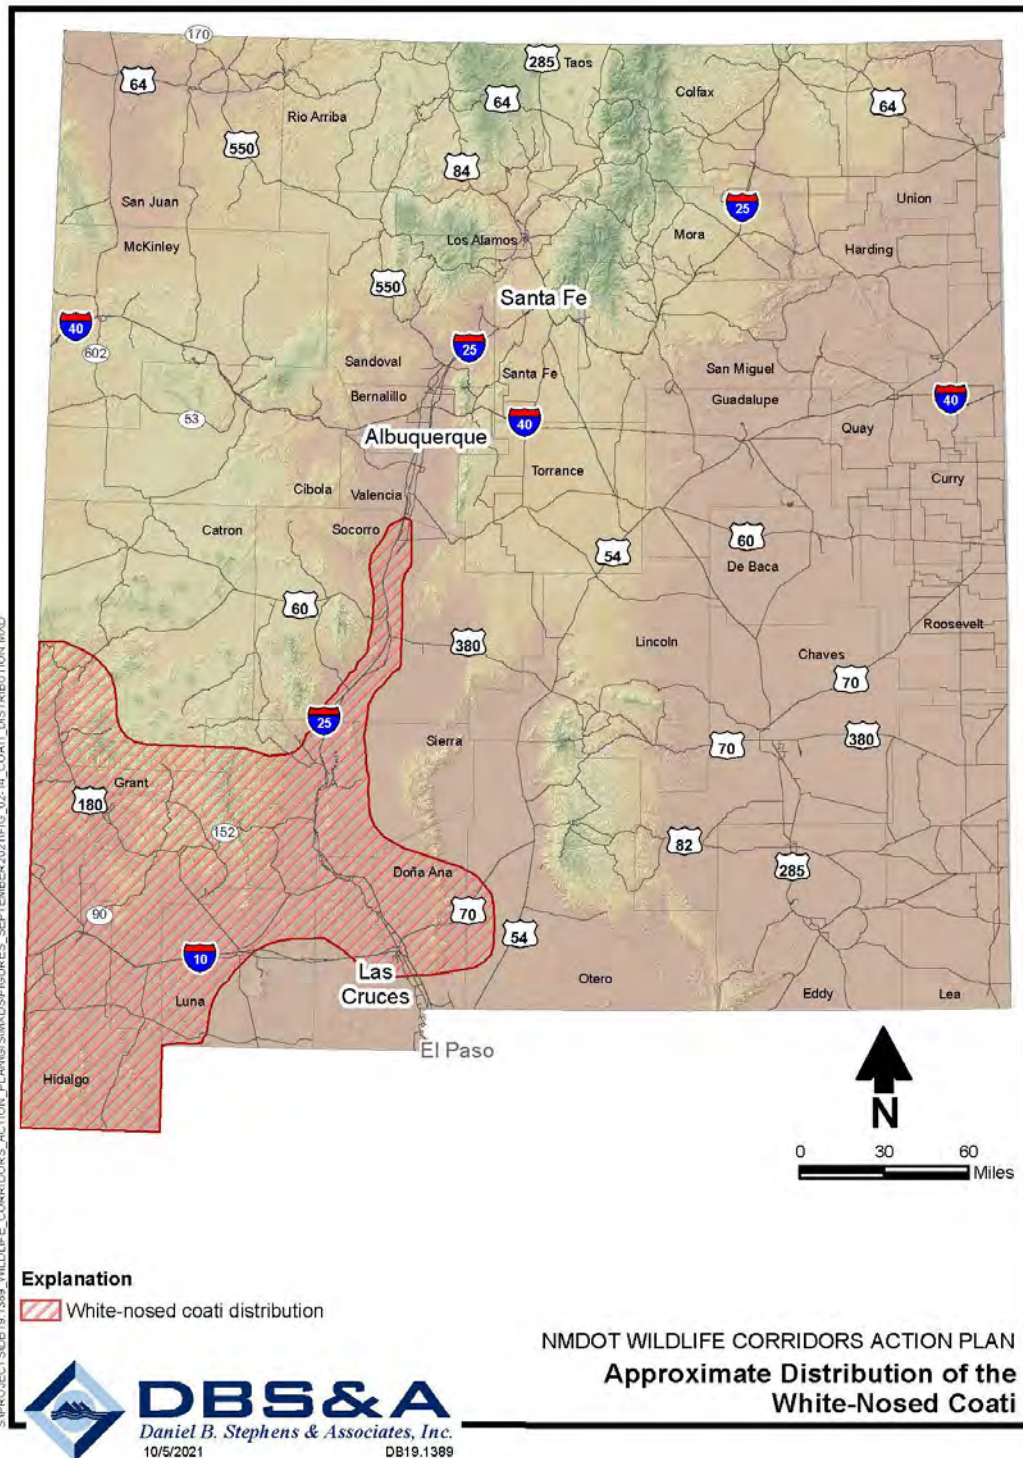 170
285
Taos
64
64
Colfax
64
Rio Arriba
550
84
San Juan
25
Union
McKinley
Los Alamos
Mora
Harding
550
Santa Fe
40
602
25
Sandoval
Santa Fe
San Miguel
Bernalillo
40
Guadalupe
40
53
Quay
Albuquerque
Torrance
Curry
Cibola
Valencia
Catron
Socorro
54
60
De Baca
60
Roosevelt
380
Lincoln
Chaves
70
25
Sierra
70
380
Grant
180
152
82
Doña Ana
285
90
70
54
10
Las
Cruces
Otero
Luna
Eddy
Lea
El Paso
Hidalgo
N
0 30 60
Miles
Explanation
White-nosed coati distribution
NMDOT WILDLIFE CORRIDORS ACTION PLAN
Approximate Distribution of the
White-Nosed Coati
DBS&A
Daniel B. Stephens & Associates, Inc.
10/5/2021 DB19.1389